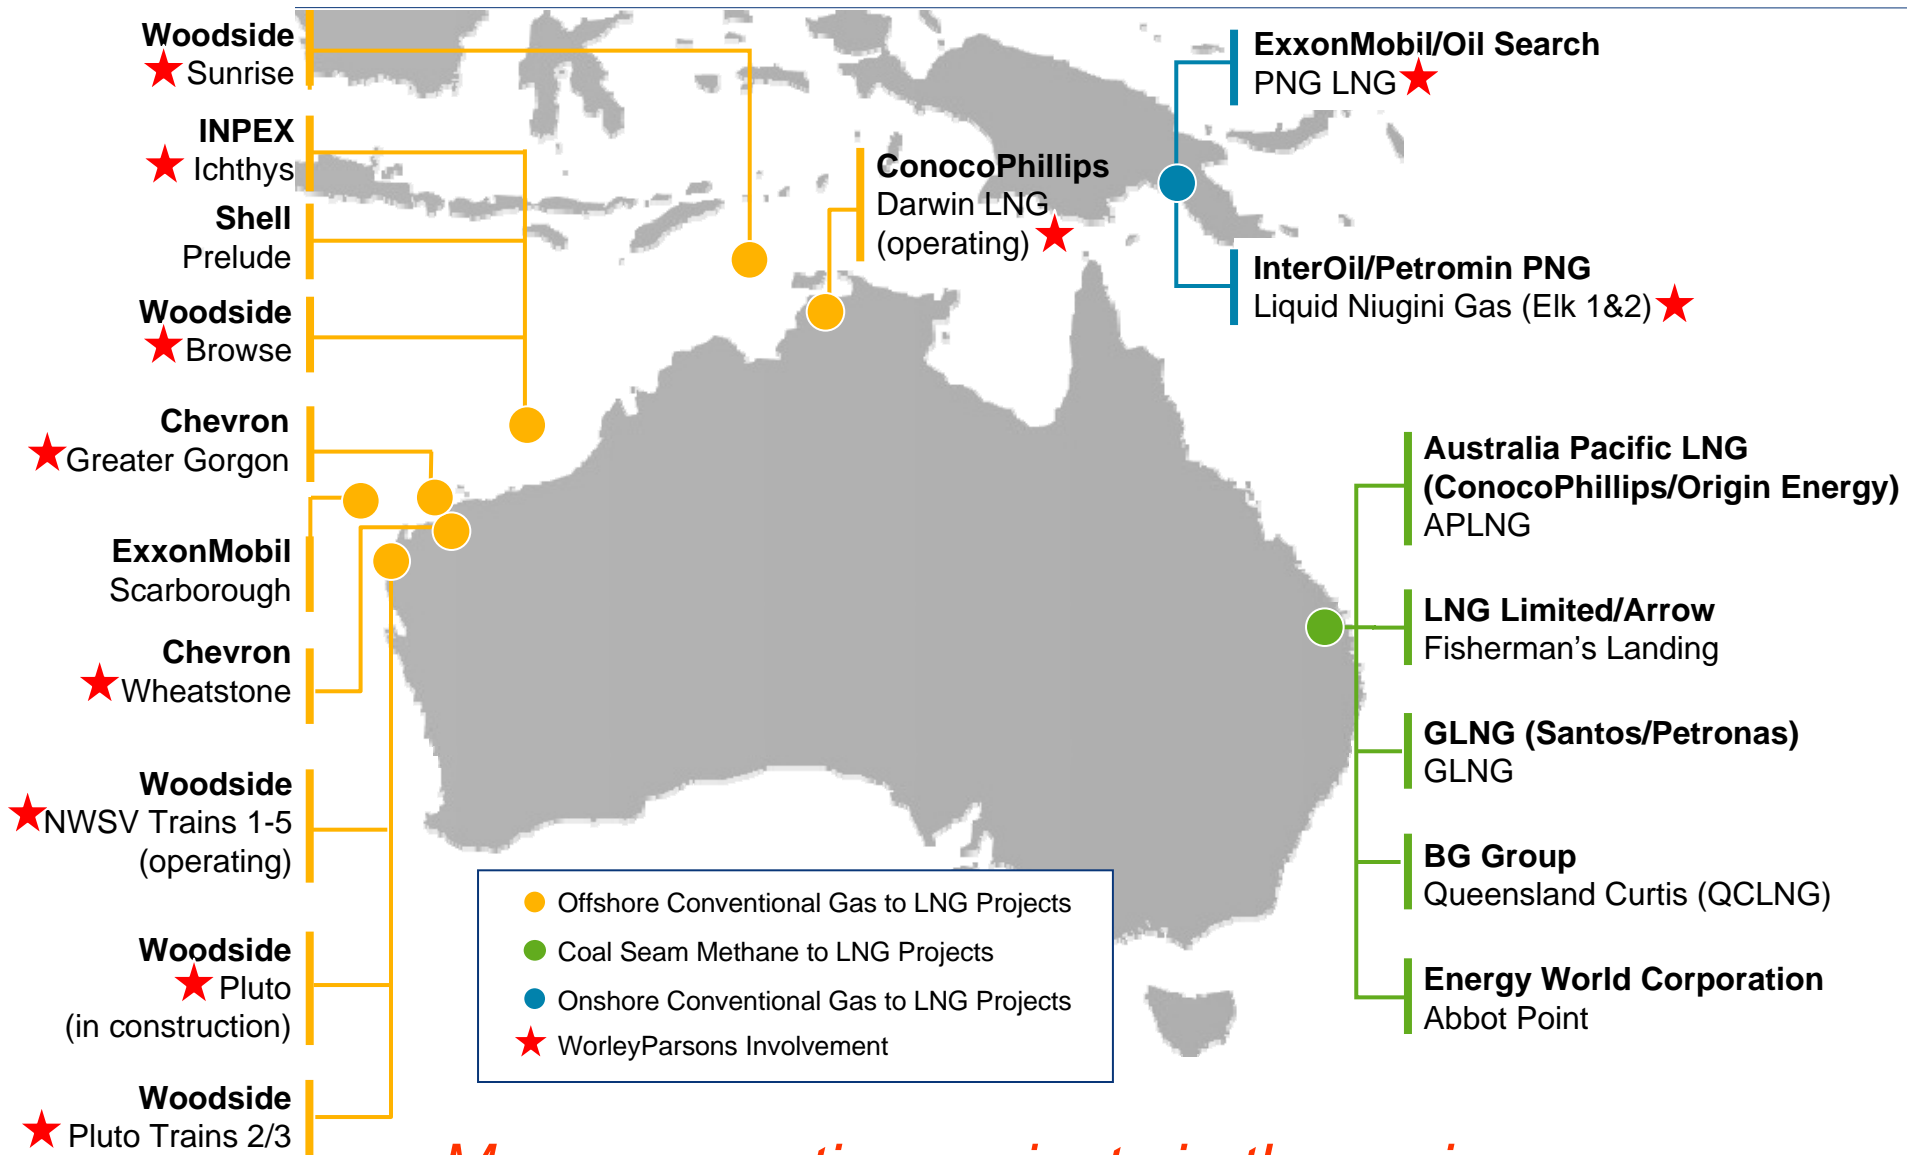 Woodside
Sunrise
INPEX
Ichthys
Shell
Prelude
Woodside
Browse
Chevron
Greater Gorgon
ExxonMobil
Scarborough
Chevron
Wheatstone
Woodside
NWSV Trains 1-5
(operating)
Woodside
Pluto
(in construction)
Woodside
Pluto Trains 2/3
ConocoPhillips
Darwin LNG
(operating)
ExxonMobil/Oil Search
PNG LNG
InterOil/Petromin PNG
Liquid Niugini Gas (Elk 1&2)
Australia Pacific LNG
(ConocoPhillips/Origin Energy)
APLNG
LNG Limited/Arrow
Fisherman’s Landing
GLNG (Santos/Petronas)
GLNG
BG Group
Queensland Curtis (QCLNG)
Energy World Corporation
Abbot Point
Offshore Conventional Gas to LNG Projects
Coal Seam Methane to LNG Projects
Onshore Conventional Gas to LNG Projects
WorleyParsons Involvement